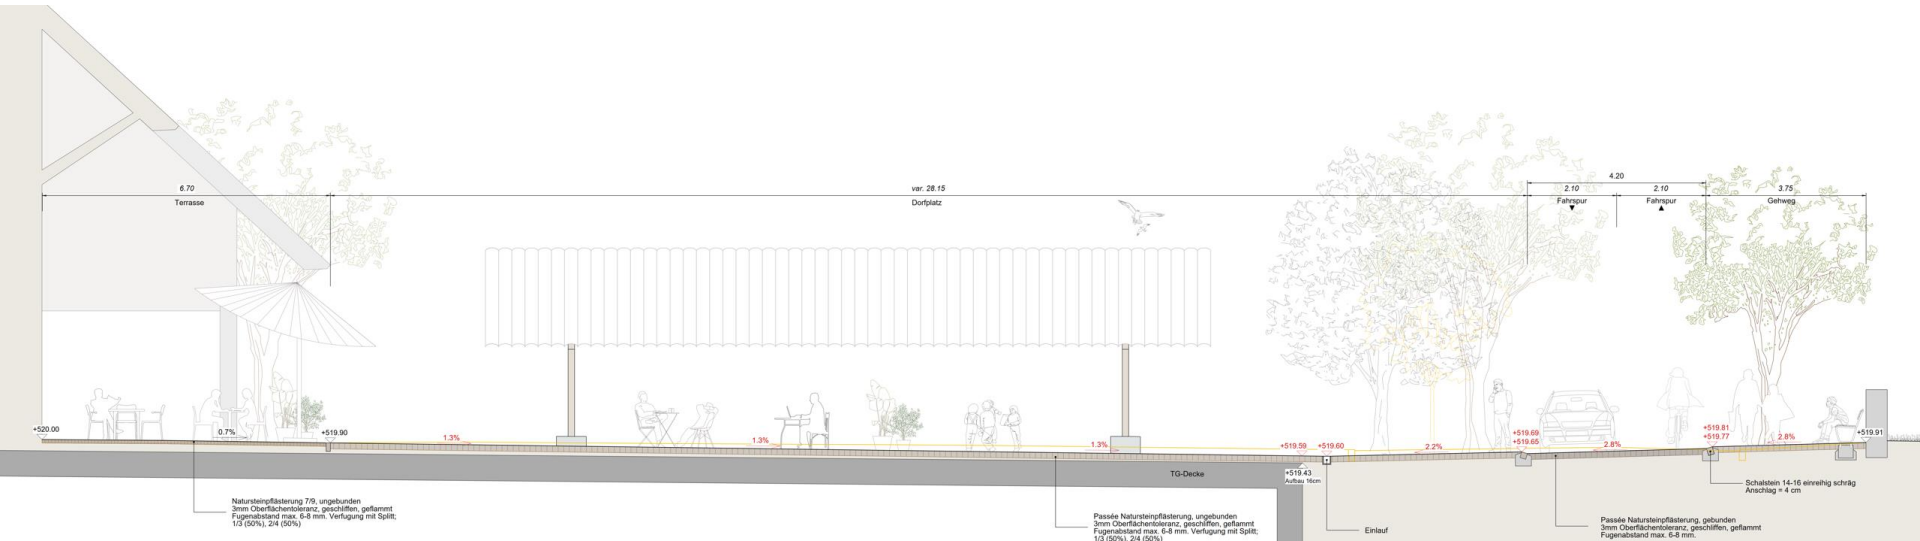 4.20
6.70
var. 28.15
2.10
2.10
3.75
Terrasse
Dorfplatz
Fahrspur
Fahrspur
Gehweg
+520.00
0.7%
+519.90
1.3%
1.3%
1.3%
+519.59
+519.60
2.2%
+519.69
+519.65
2.8%
+519.81
+519.77
2.8%
+519.91
TG-Decke
+519.43
Aufbau 16cm
Schalstein 14-16 einreihig schräg
Anschlag = 4 cm
Natursteinpflästerung 7/9, ungebunden
3mm Oberflächentoleranz, geschliffen, geflammt
Fugenabstand max. 6-8 mm. Verfugung mit Splitt;
1/3 (50%), 2/4 (50%)
Passée Natursteinpflästerung, ungebunden
3mm Oberflächentoleranz, geschliffen, geflammt
Fugenabstand max. 6-8 mm. Verfugung mit Splitt;
1/3 (50%), 2/4 (50%)
Einlauf
Passée Natursteinpflästerung, gebunden
3mm Oberflächentoleranz, geschliffen, geflammt
Fugenabstand max. 6-8 mm.